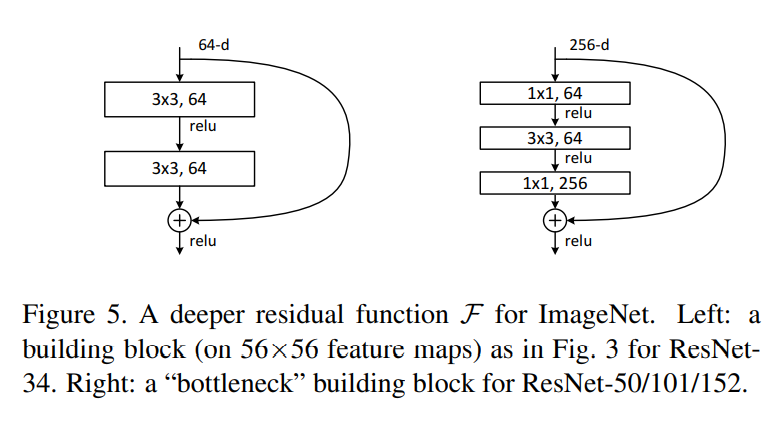 64-d
3x3, 64
relu
3x3, 64
+
relu
256-d
1x1, 64
relu
3x3, 64
relu
1x1, 256
+
relu
Figure 5. A deeper residual function F for ImageNet. Left: a
building block (on 56×56 feature maps) as in Fig. 3 for ResNet-
34. Right: a “bottleneck” building block for ResNet-50/101/152.